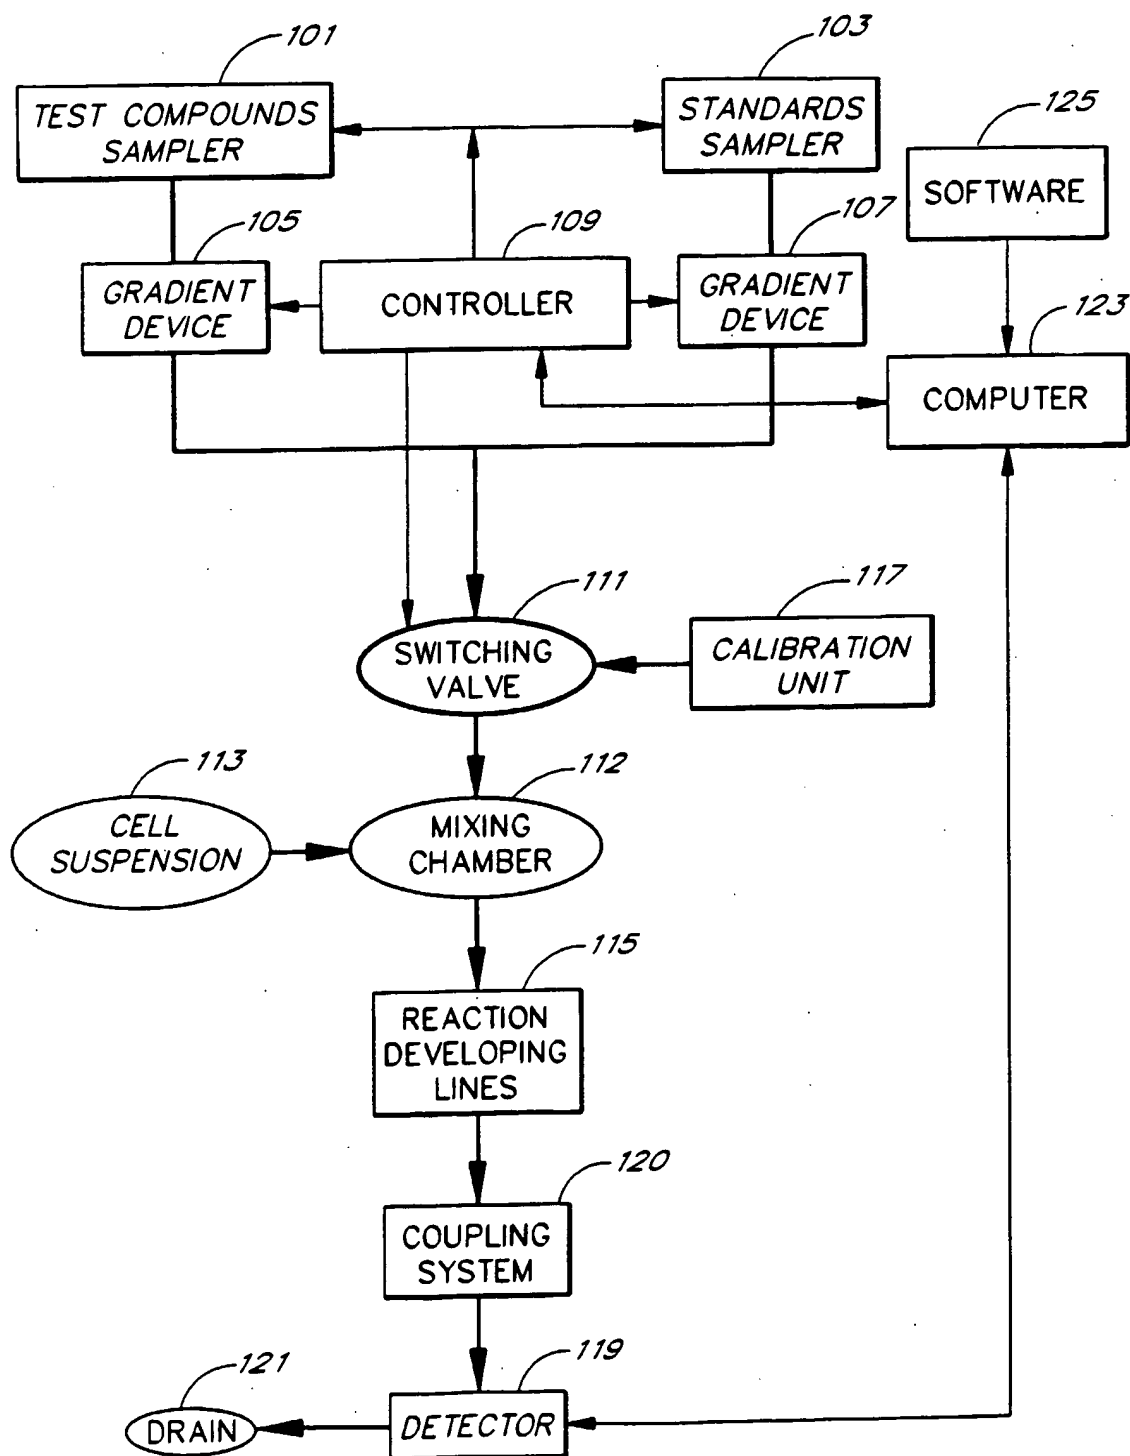 101
TEST COMPOUNDS
SAMPLER
103
STANDARDS
SAMPLER
125
SOFTWARE
105
GRADIENT
DEVICE
109
CONTROLLER
107
GRADIENT
DEVICE
123
COMPUTER
111
SWITCHING
VALVE
117
CALIBRATION
UNIT
113
CELL
SUSPENSION
112
MIXING
CHAMBER
115
REACTION
DEVELOPING
LINES
120
COUPLING
SYSTEM
121
DRAIN
119
DETECTOR